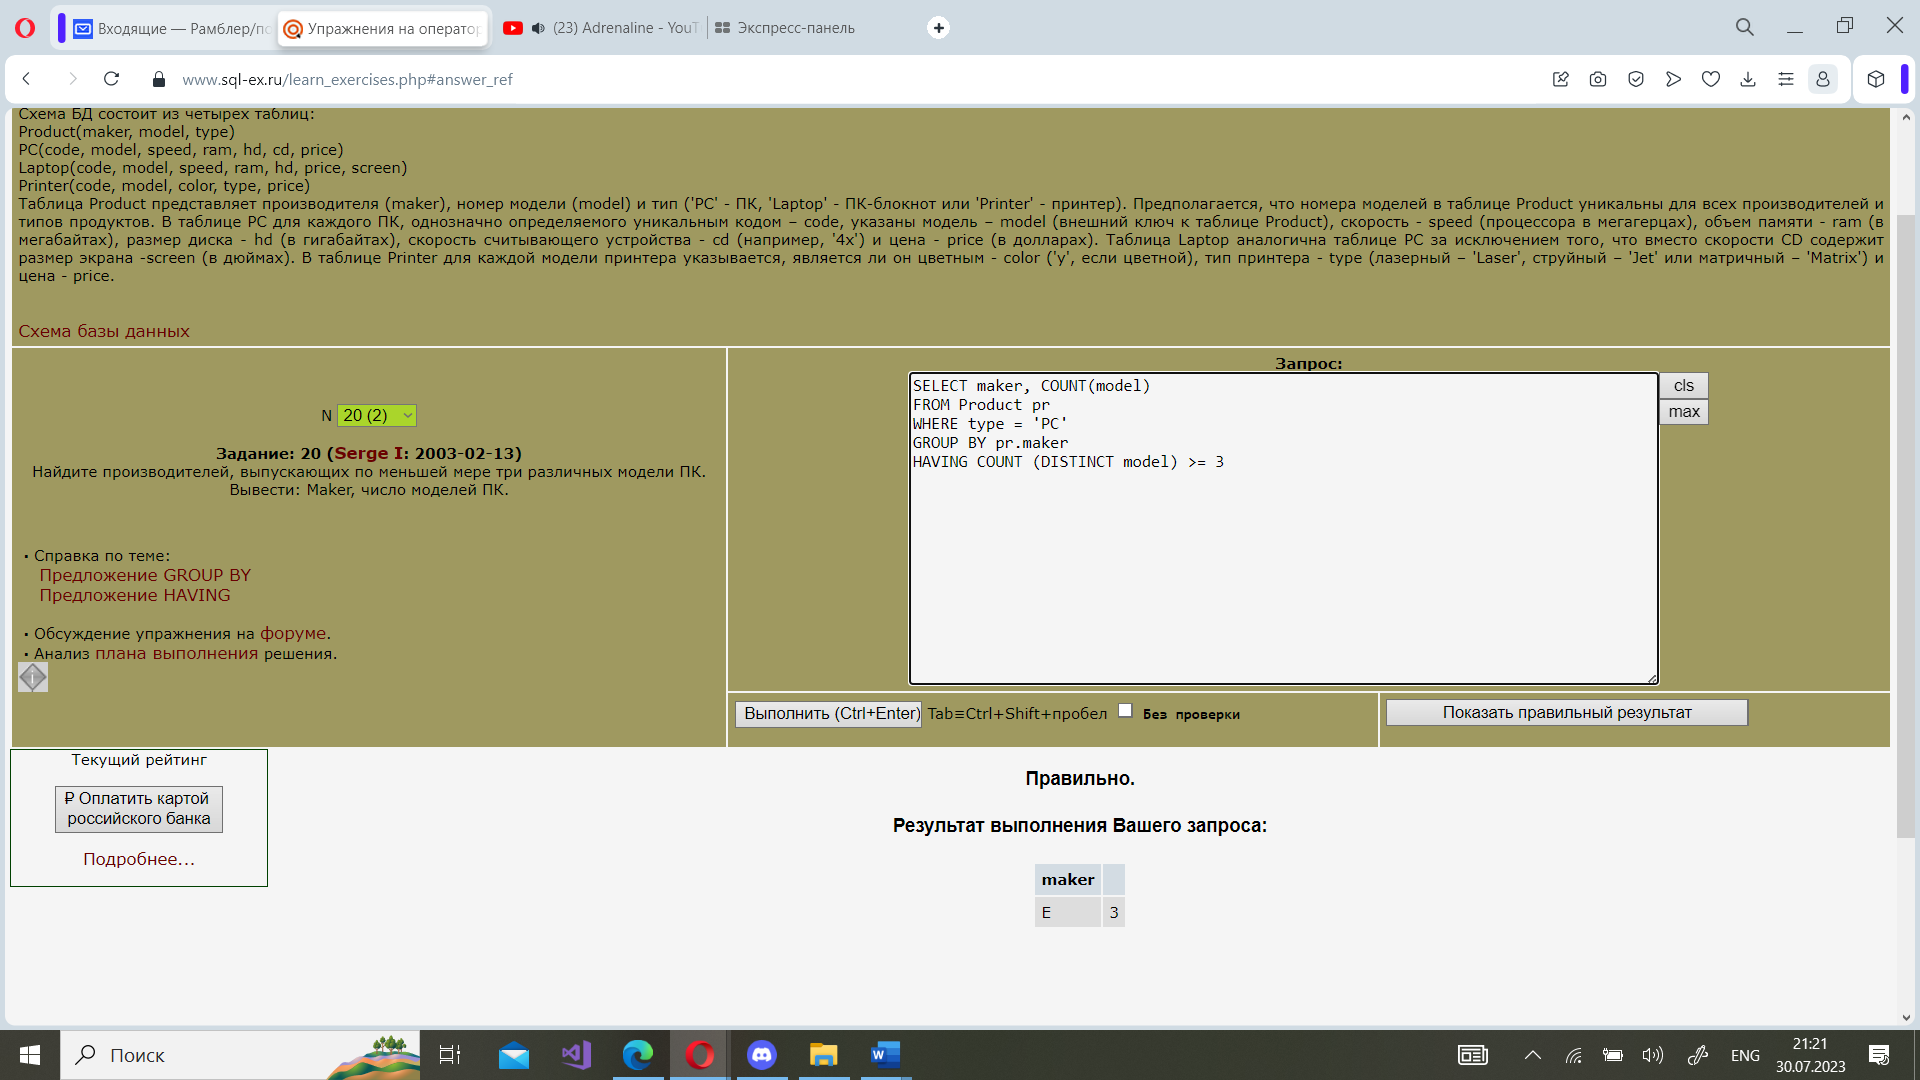 Входящие — Рамблер/по
Упражнения на оператор
(23) Adrenaline - YouT
Экспресс-панель
www.sql-ex.ru/learn_exercises.php#answer_ref
Схема БД состоит из четырех таблиц:
Product(maker, model, type)
PC(code, model, speed, ram, hd, cd, price)
Laptop(code, model, speed, ram, hd, price, screen)
Printer(code, model, color, type, price)
Таблица Product представляет производителя (maker), номер модели (model) и тип ('PC' - ПК, 'Laptop' - ПК-блокнот или 'Printer' - принтер). Предполагается, что номера моделей в таблице Product уникальны для всех производителей и
типов продуктов. В таблице PC для каждого ПК, однозначно определяемого уникальным кодом – code, указаны модель – model (внешний ключ к таблице Product), скорость - speed (процессора в мегагерцах), объем памяти - ram (в
мегабайтах), размер диска - hd (в гигабайтах), скорость считывающего устройства - cd (например, '4x') и цена - price (в долларах). Таблица Laptop аналогична таблице РС за исключением того, что вместо скорости CD содержит
размер экрана -screen (в дюймах). В таблице Printer для каждой модели принтера указывается, является ли он цветным - color ('y', если цветной), тип принтера - type (лазерный – 'Laser', струйный – 'Jet' или матричный – 'Matrix') и
цена - price.
Схема базы данных
N 20 (2)
Задание: 20 (Serge I: 2003-02-13)
Найдите производителей, выпускающих по меньшей мере три различных модели ПК.
Вывести: Maker, число моделей ПК.
• Справка по теме:
Предложение GROUP BY
Предложение HAVING
• Обсуждение упражнения на форуме.
• Анализ плана выполнения решения.
Запрос:
SELECT maker, COUNT(model)
FROM Product pr
WHERE type = 'PC'
GROUP BY pr.maker
HAVING COUNT (DISTINCT model) >= 3
cls
max
Выполнить (Ctrl+Enter) Tab≡Ctrl+Shift+пробел Без проверки
Показать правильный результат
Текущий рейтинг
₽ Оплатить картой
российского банка
Подробнее...
Правильно.
Результат выполнения Вашего запроса:
maker
E 3
Поиск
ENG
21:21
30.07.2023